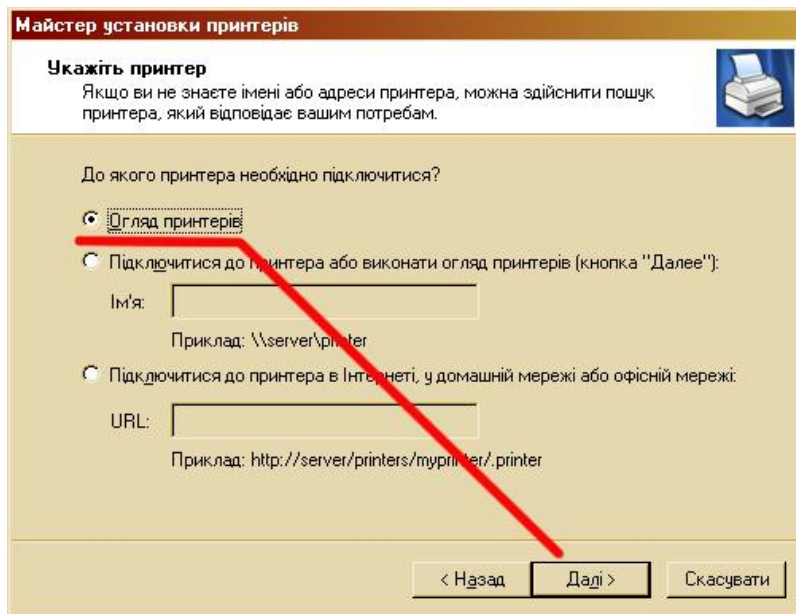 Майстер установки принтерів
Укажіть принтер
Якщо ви не знаєте імені або адреси принтера, можна здійснити пошук
принтера, який відповідає вашим потребам.
До якого принтера необхідно підключитися?
Огляд принтерів
Підключитися до принтера або виконати огляд принтерів (кнопка "Далее"):
Ім'я:
Приклад: \\server\printer
Підключитися до принтера в Інтернеті, у домашній мережі або офісній мережі:
URL:
Приклад: http://server/printers/myprinter/.printer
< Назад
Далі >
Скасувати